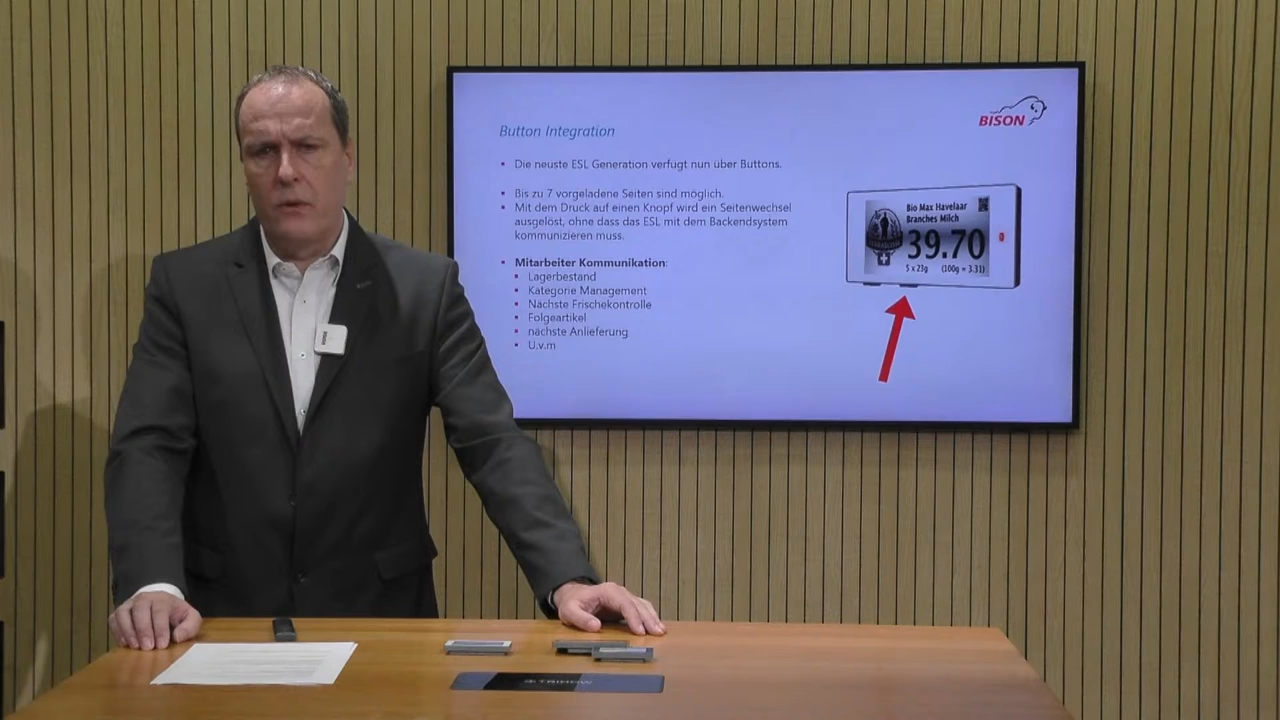 BISON
Button Integration
Die neuste ESL Generation verfügt nun über Buttons.
Bis zu 7 vorgeladene Seiten sind möglich.
Mit dem Druck auf einen Knopf wird ein Seitenwechsel
ausgelöst, ohne dass das ESL mit dem Backendsystem
kommunizieren muss.
Mitarbeiter Kommunikation:
Lagerbestand
Kategorie Management
Nächste Frischekontrolle
Folgeartikel
nächste Anlieferung
U.v.m
Bio Max Havelaar
Branches Milch
39.70
5 x 23g (100g = 3.31)